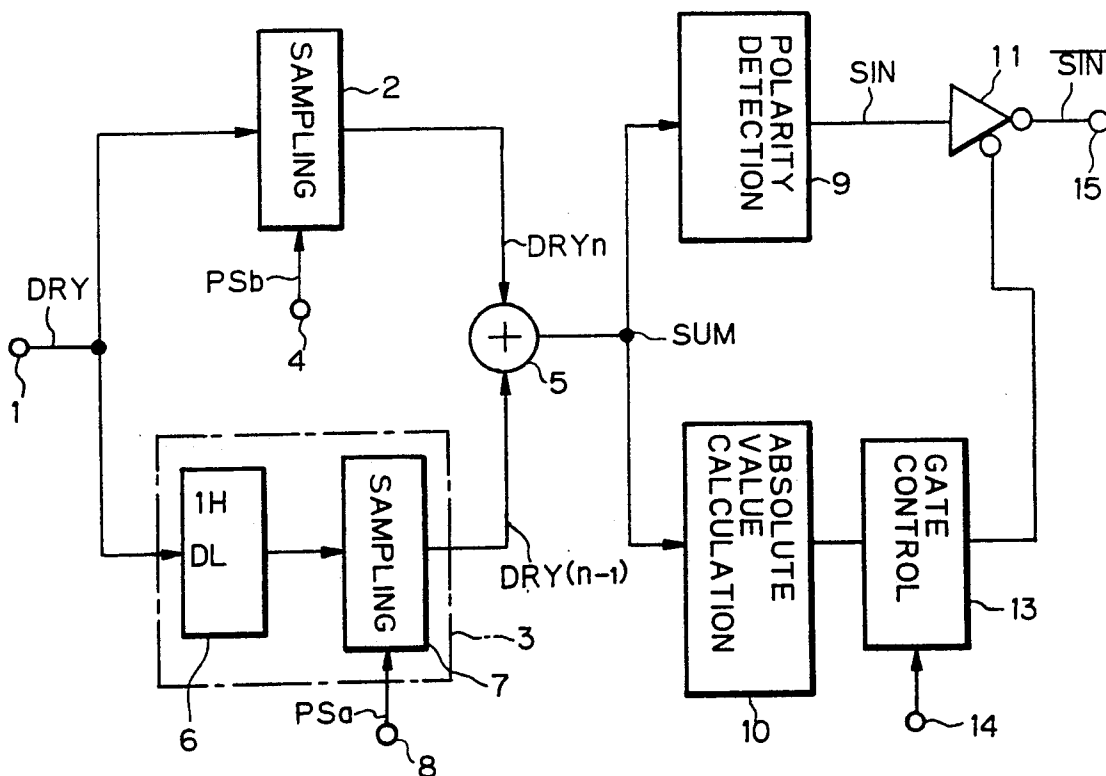 SAMPLING
2
PSb
4
DRY
1
DRYn
5
SUM
1H
DL
6
SAMPLING
7
3
PSa
8
DRY(n-1)
POLARITY
DETECTION
9
SIN
11
SIN
15
ABSOLUTE
VALUE
CALCULATION
10
GATE
CONTROL
13
14